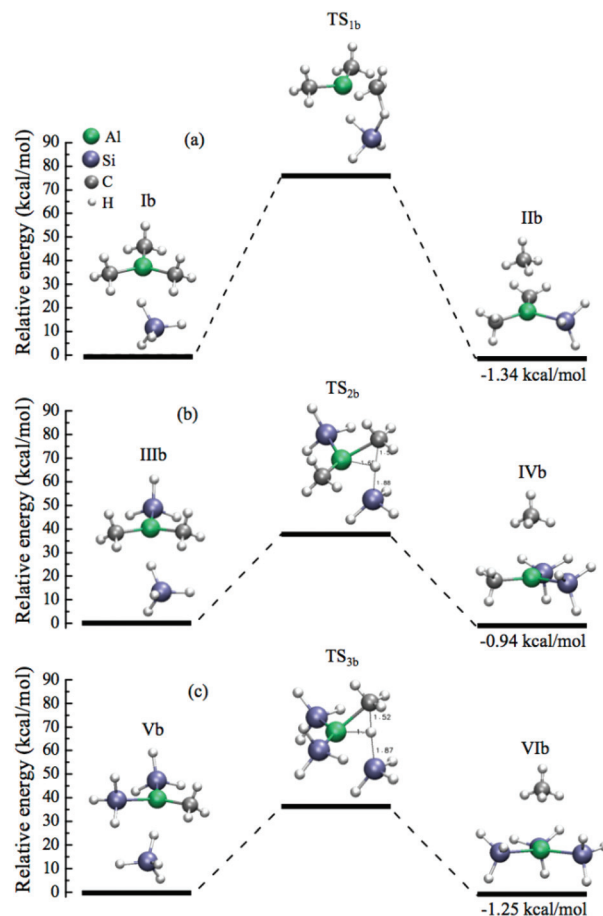 TS1b
(a)
Al
Si
C
H
Ib
IIb
90
80
70
60
50
40
30
20
10
0
Relative energy (kcal/mol)
-1.34 kcal/mol
TS2b
(b)
IIIb
IVb
90
80
70
60
50
40
30
20
10
0
Relative energy (kcal/mol)
1.88
-0.94 kcal/mol
TS3b
(c)
Vb
VIb
90
80
70
60
50
40
30
20
10
0
Relative energy (kcal/mol)
1.52
1.87
-1.25 kcal/mol